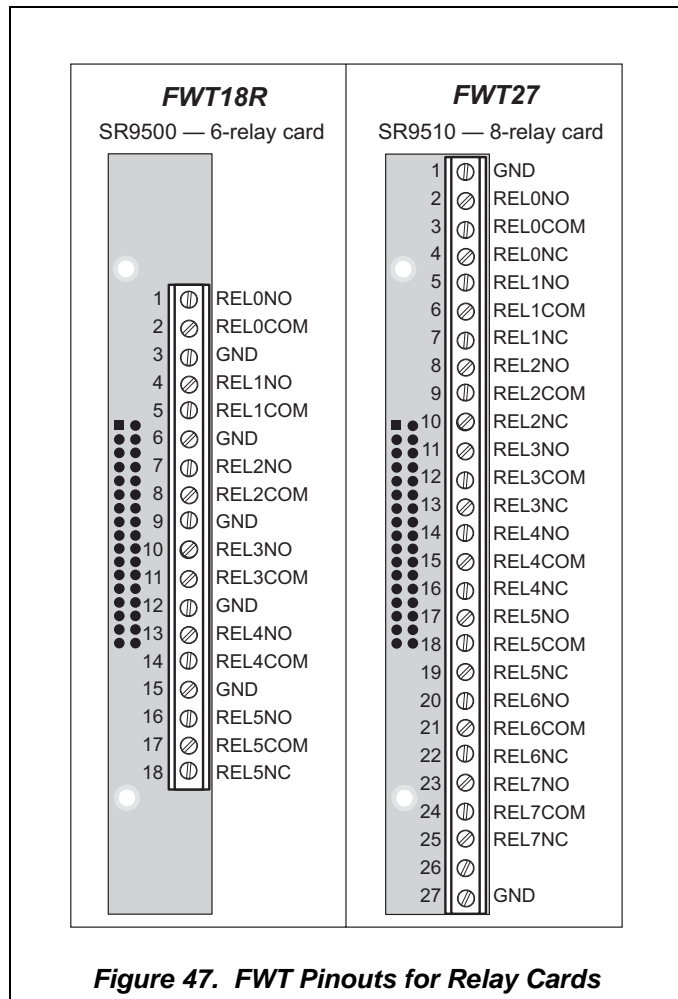 FWT18R
SR9500 — 6-relay card
1 REL0NO
2 REL0COM
3 GND
4 REL1NO
5 REL1COM
6 GND
7 REL2NO
8 REL2COM
9 GND
10 REL3NO
11 REL3COM
12 GND
13 REL4NO
14 REL4COM
15 GND
16 REL5NO
17 REL5COM
18 REL5NC
FWT27
SR9510 — 8-relay card
1 GND
2 REL0NO
3 REL0COM
4 REL0NC
5 REL1NO
6 REL1COM
7 REL1NC
8 REL2NO
9 REL2COM
10 REL2NC
11 REL3NO
12 REL3COM
13 REL3NC
14 REL4NO
15 REL4COM
16 REL4NC
17 REL5NO
18 REL5COM
19 REL5NC
20 REL6NO
21 REL6COM
22 REL6NC
23 REL7NO
24 REL7COM
25 REL7NC
26
27 GND
Figure 47. FWT Pinouts for Relay Cards